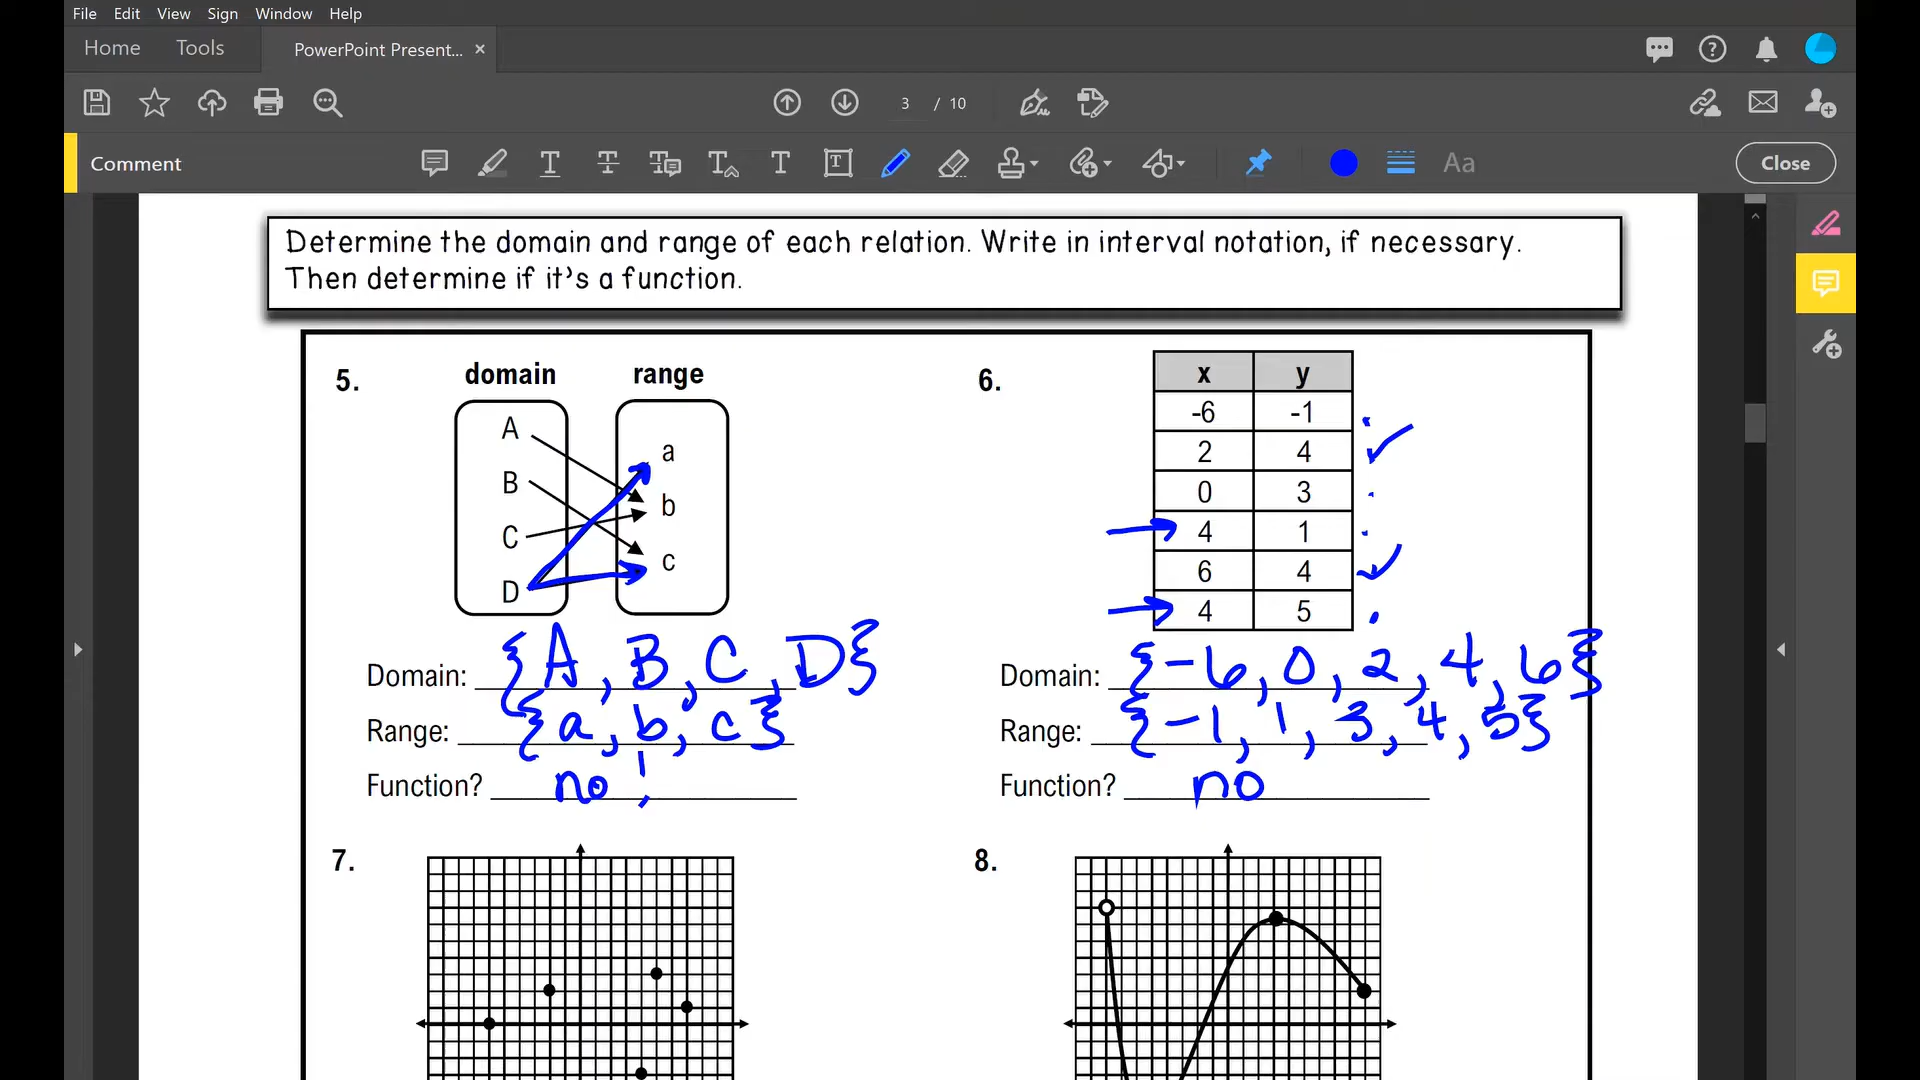 File Edit View Sign Window Help
Home Tools PowerPoint Present... ×
3 / 10
Comment Aa Close
Determine the domain and range of each relation. Write in interval notation, if necessary.
Then determine if it's a function.
5. domain range
A
B
C
D
a
b
c
Domain: {A, B, C, D}
Range: {a, b, c}
Function? no!
6.
x y
-6 -1
2 4
0 3
4 1
6 4
4 5
Domain: {-6, 0, 2, 4, 6}
Range: {-1, 1, 3, 4, 5}
Function? no
7.
8.